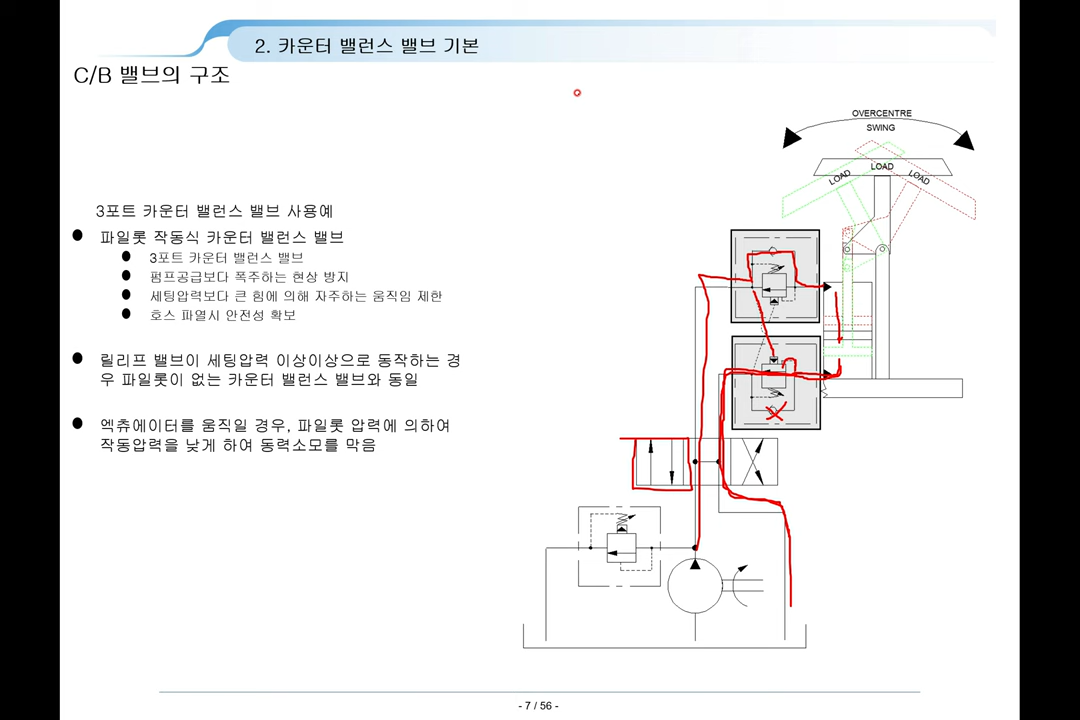 2. 카운터 밸런스 밸브 기본
C/B 밸브의 구조
OVERCENTRE
SWING
LOAD
LOAD
LOAD
3포트 카운터 밸런스 밸브 사용예
파일롯 작동식 카운터 밸런스 밸브
3포트 카운터 밸런스 밸브
펌프공급보다 폭주하는 현상 방지
세팅압력보다 큰 힘에 의해 자주하는 움직임 제한
호스 파열시 안전성 확보
릴리프 밸브이 세팅압력 이상이상으로 동작하는 경
우 파일롯이 없는 카운터 밸런스 밸브와 동일
엑츄에이터를 움직일 경우, 파일롯 압력에 의하여
작동압력을 낮게 하여 동력소모를 막음
- 7 / 56 -